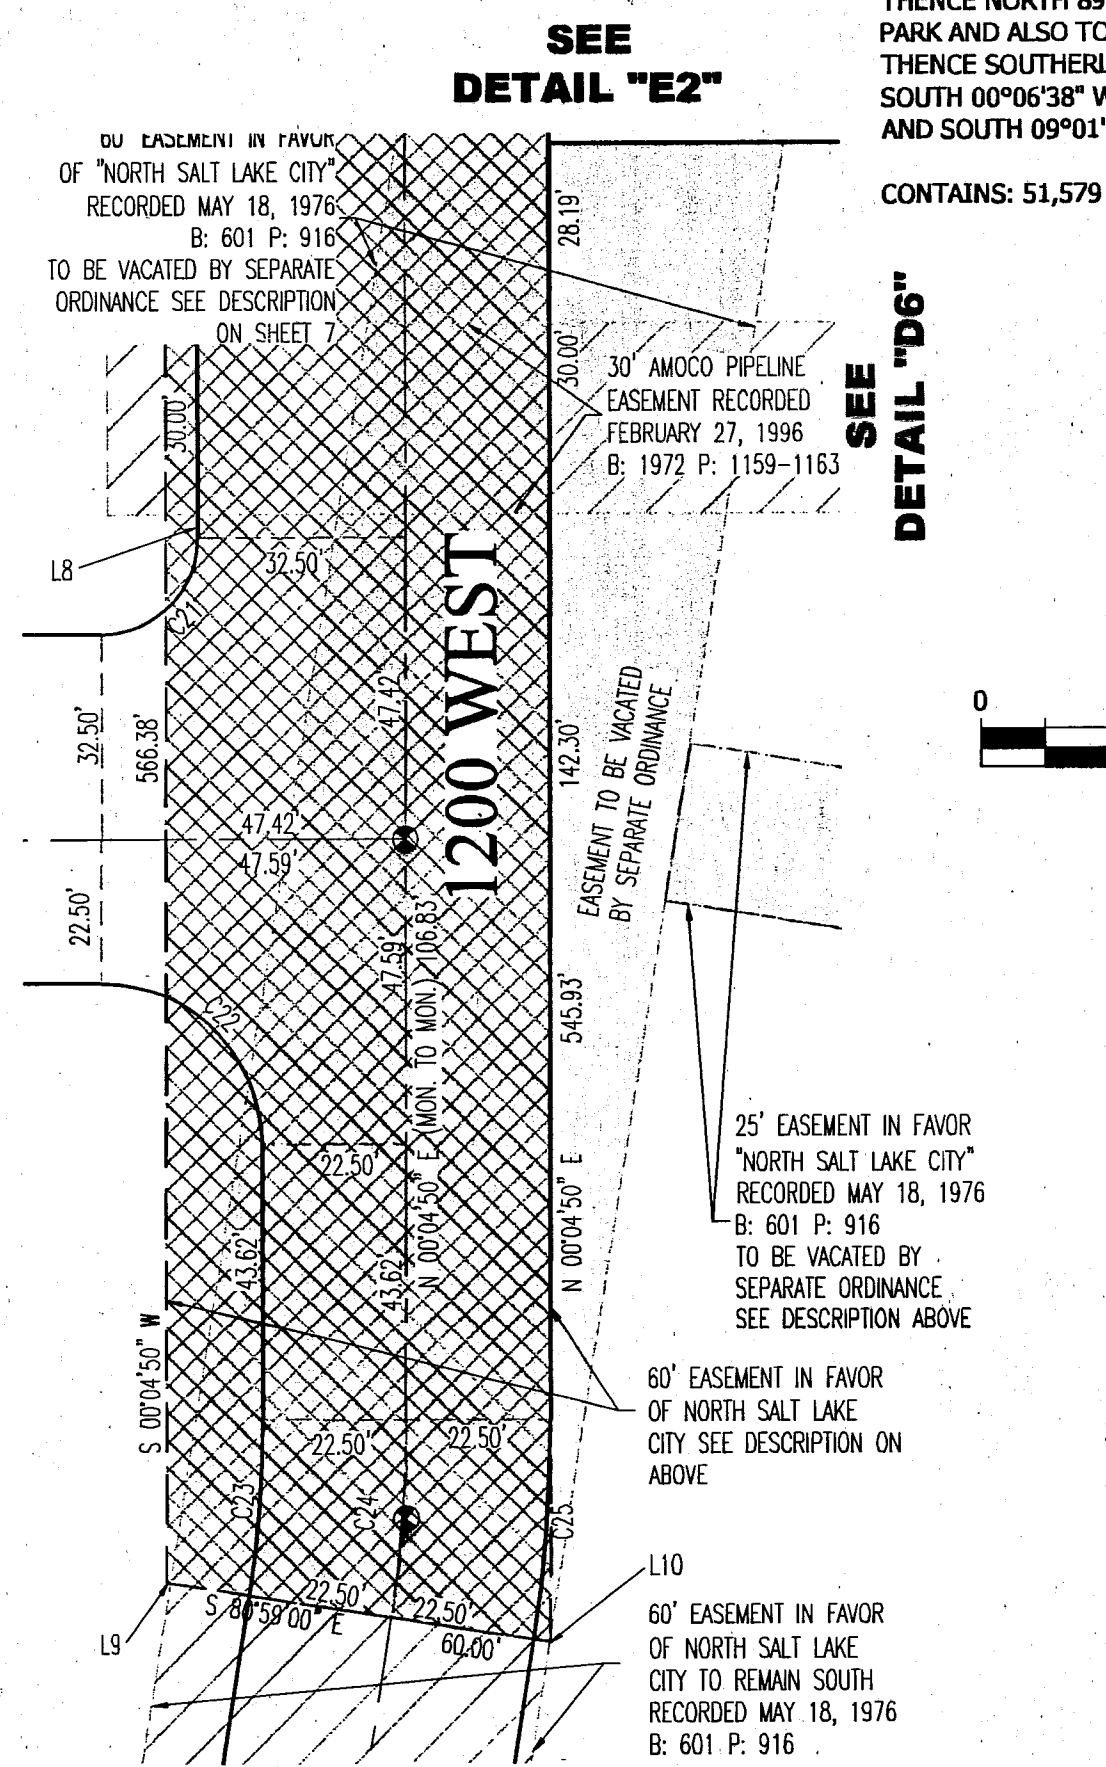 SEE
DETAIL "E2"
THENCE NORTH 89
PARK AND ALSO TO
THENCE SOUTHERL
SOUTH 00°06'38" W
AND SOUTH 09°01'
CONTAINS: 51,579
60' EASEMENT IN FAVOR
OF "NORTH SALT LAKE CITY"
RECORDED MAY 18, 1976
B: 601 P: 916
TO BE VACATED BY SEPARATE
ORDINANCE SEE DESCRIPTION
ON SHEET 7
28.19'
30.00'
30' AMOCO PIPELINE
EASEMENT RECORDED
FEBRUARY 27, 1996
B: 1972 P: 1159-1163
SEE
DETAIL "D6"
30.00'
L8
32.50'
C21
1200 WEST
47.42'
32.50'
566.38'
142.30'
EASEMENT TO BE VACATED
BY SEPARATE ORDINANCE
0
47.42'
47.59'
22.50'
47.59'
N 00°04'50" E (MON. TO MON.) 106.83'
545.93'
N 00°04'50" E
C22
22.50'
43.62'
43.62'
25' EASEMENT IN FAVOR
"NORTH SALT LAKE CITY"
RECORDED MAY 18, 1976
B: 601 P: 916
TO BE VACATED BY
SEPARATE ORDINANCE
SEE DESCRIPTION ABOVE
S 00°04'50" W
60' EASEMENT IN FAVOR
OF NORTH SALT LAKE
CITY SEE DESCRIPTION ON
ABOVE
22.50'
22.50'
C23
C24
C25
L10
22.50'
22.50'
S 80°59'00" E
60.00'
L9
60' EASEMENT IN FAVOR
OF NORTH SALT LAKE
CITY TO REMAIN SOUTH
RECORDED MAY 18, 1976
B: 601 P: 916